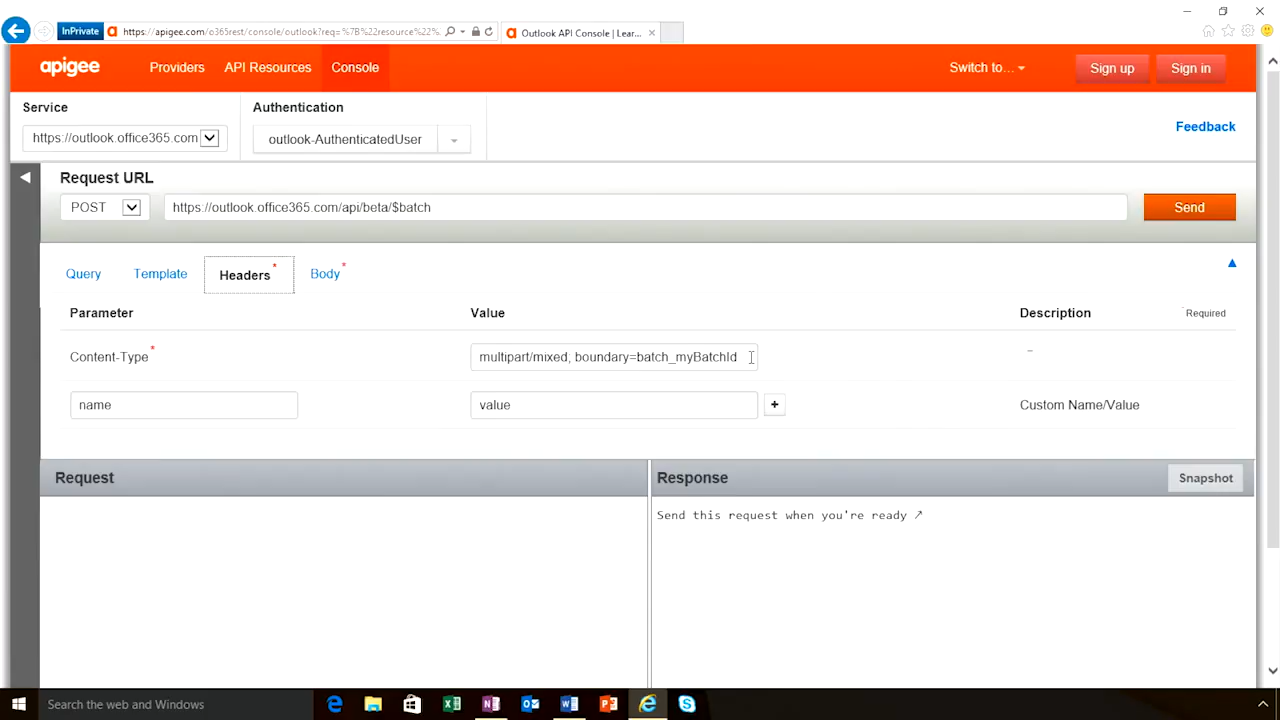 InPrivate
https://apigee.com/o365rest/console/outlook?req=%7B%22resource%22%
Outlook API Console | Lear...
apigee
Providers
API Resources
Console
Switch to...
Sign up
Sign in
Service
Authentication
https://outlook.office365.com
outlook-AuthenticatedUser
Feedback
Request URL
POST
https://outlook.office365.com/api/beta/$batch
Send
Query
Template
Headers*
Body*
Parameter
Value
Description
Required
Content-Type*
multipart/mixed; boundary=batch_myBatchId
name
value
+
Custom Name/Value
Request
Response
Snapshot
Send this request when you're ready ↗
Search the web and Windows